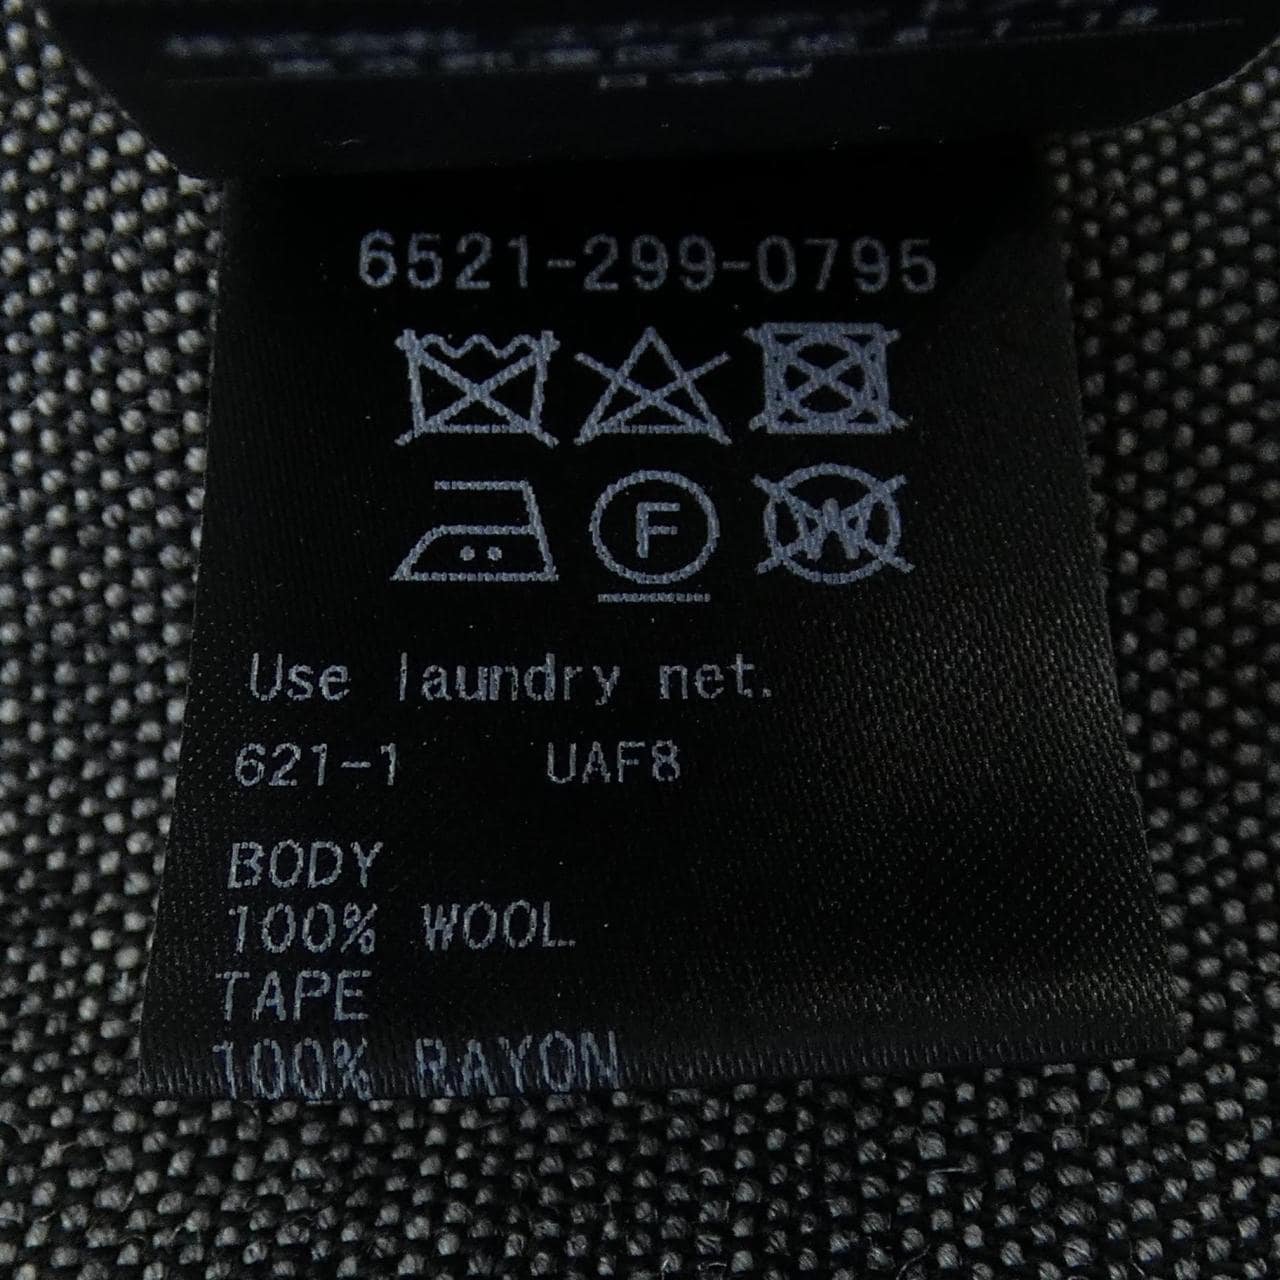 6521-299-0795
F W
Use laundry net.
621-1 UAF8
BODY
100% WOOL
TAPE
100% RAYON